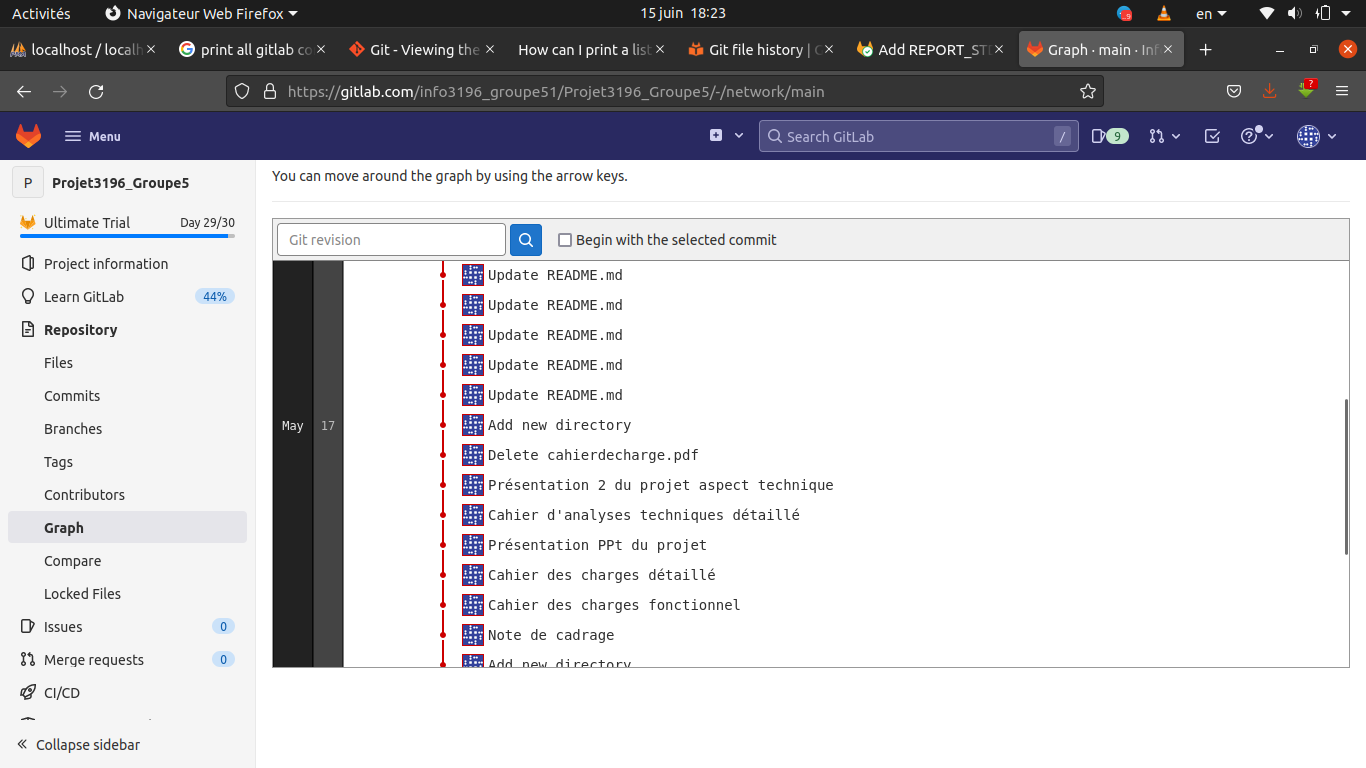 Activités Navigateur Web Firefox 15 juin 18:23 en
localhost / localh print all gitlab co Git - Viewing the How can I print a list Git file history | C Add REPORT_STD Graph · main · Inf
https://gitlab.com/info3196_groupe51/Projet3196_Groupe5/-/network/main
Menu Search GitLab / 9
P Projet3196_Groupe5
You can move around the graph by using the arrow keys.
Ultimate Trial Day 29/30
Git revision Begin with the selected commit
Project information
Learn GitLab 44%
Repository
Files
Commits
Branches
Tags
Contributors
Graph
Compare
Locked Files
Issues 0
Merge requests 0
CI/CD
Collapse sidebar
May 17
Update README.md
Update README.md
Update README.md
Update README.md
Update README.md
Add new directory
Delete cahierdecharge.pdf
Présentation 2 du projet aspect technique
Cahier d'analyses techniques détaillé
Présentation PPt du projet
Cahier des charges détaillé
Cahier des charges fonctionnel
Note de cadrage
Add new directory